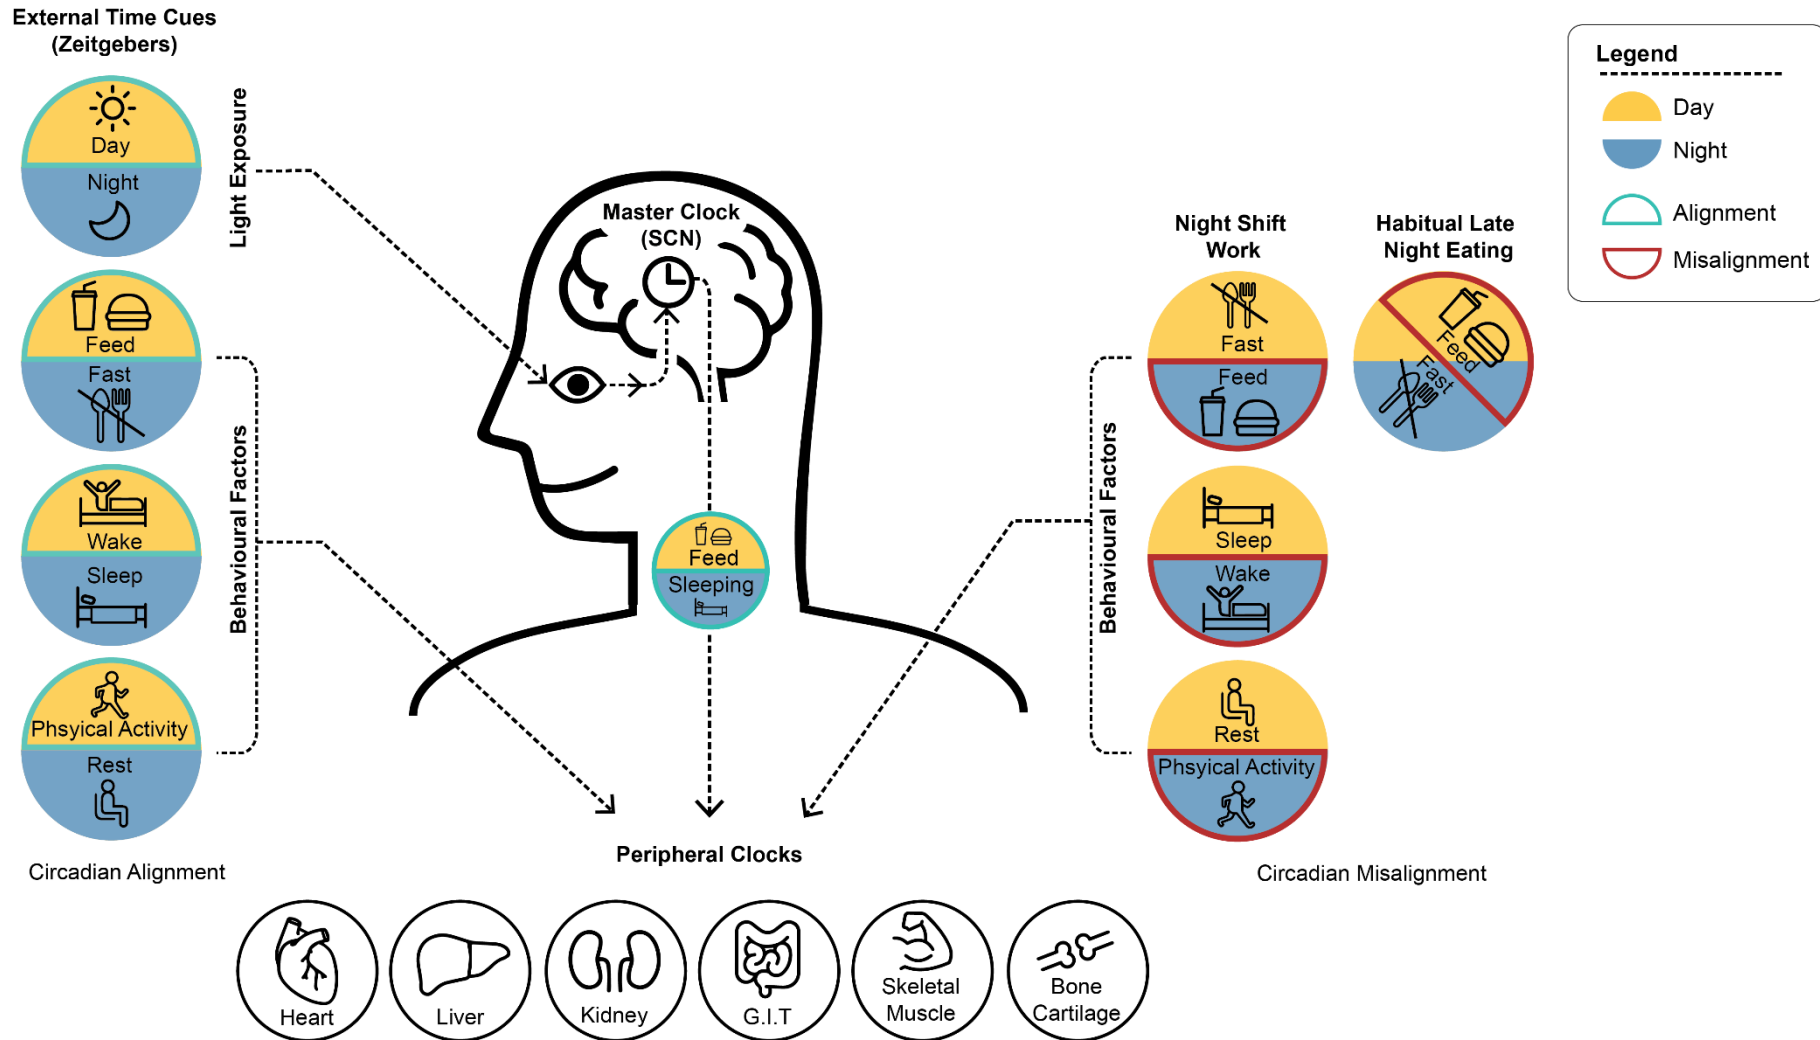 External Time Cues
(Zeitgebers)
Day
Night
Feed
Fast
Wake
Sleep
Phsyical Activity
Rest
Circadian Alignment
Light Exposure
Behavioural Factors
Master Clock
(SCN)
Feed
Sleeping
Peripheral Clocks
Heart
Liver
Kidney
G.I.T
Skeletal
Muscle
Bone
Cartilage
Behavioural Factors
Night Shift
Work
Fast
Feed
Sleep
Wake
Rest
Phsyical Activity
Habitual Late
Night Eating
Feed
Fast
Circadian Misalignment
Legend
Day
Night
Alignment
Misalignment